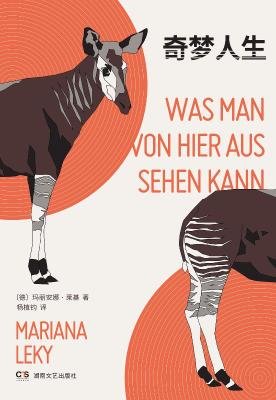 奇梦人生
WAS MAN
VON HIER AUS
SEHEN KANN
〔德〕玛丽安娜·莱基 著
杨植钧 译
MARIANA
LEKY
CS 湖南文艺出版社